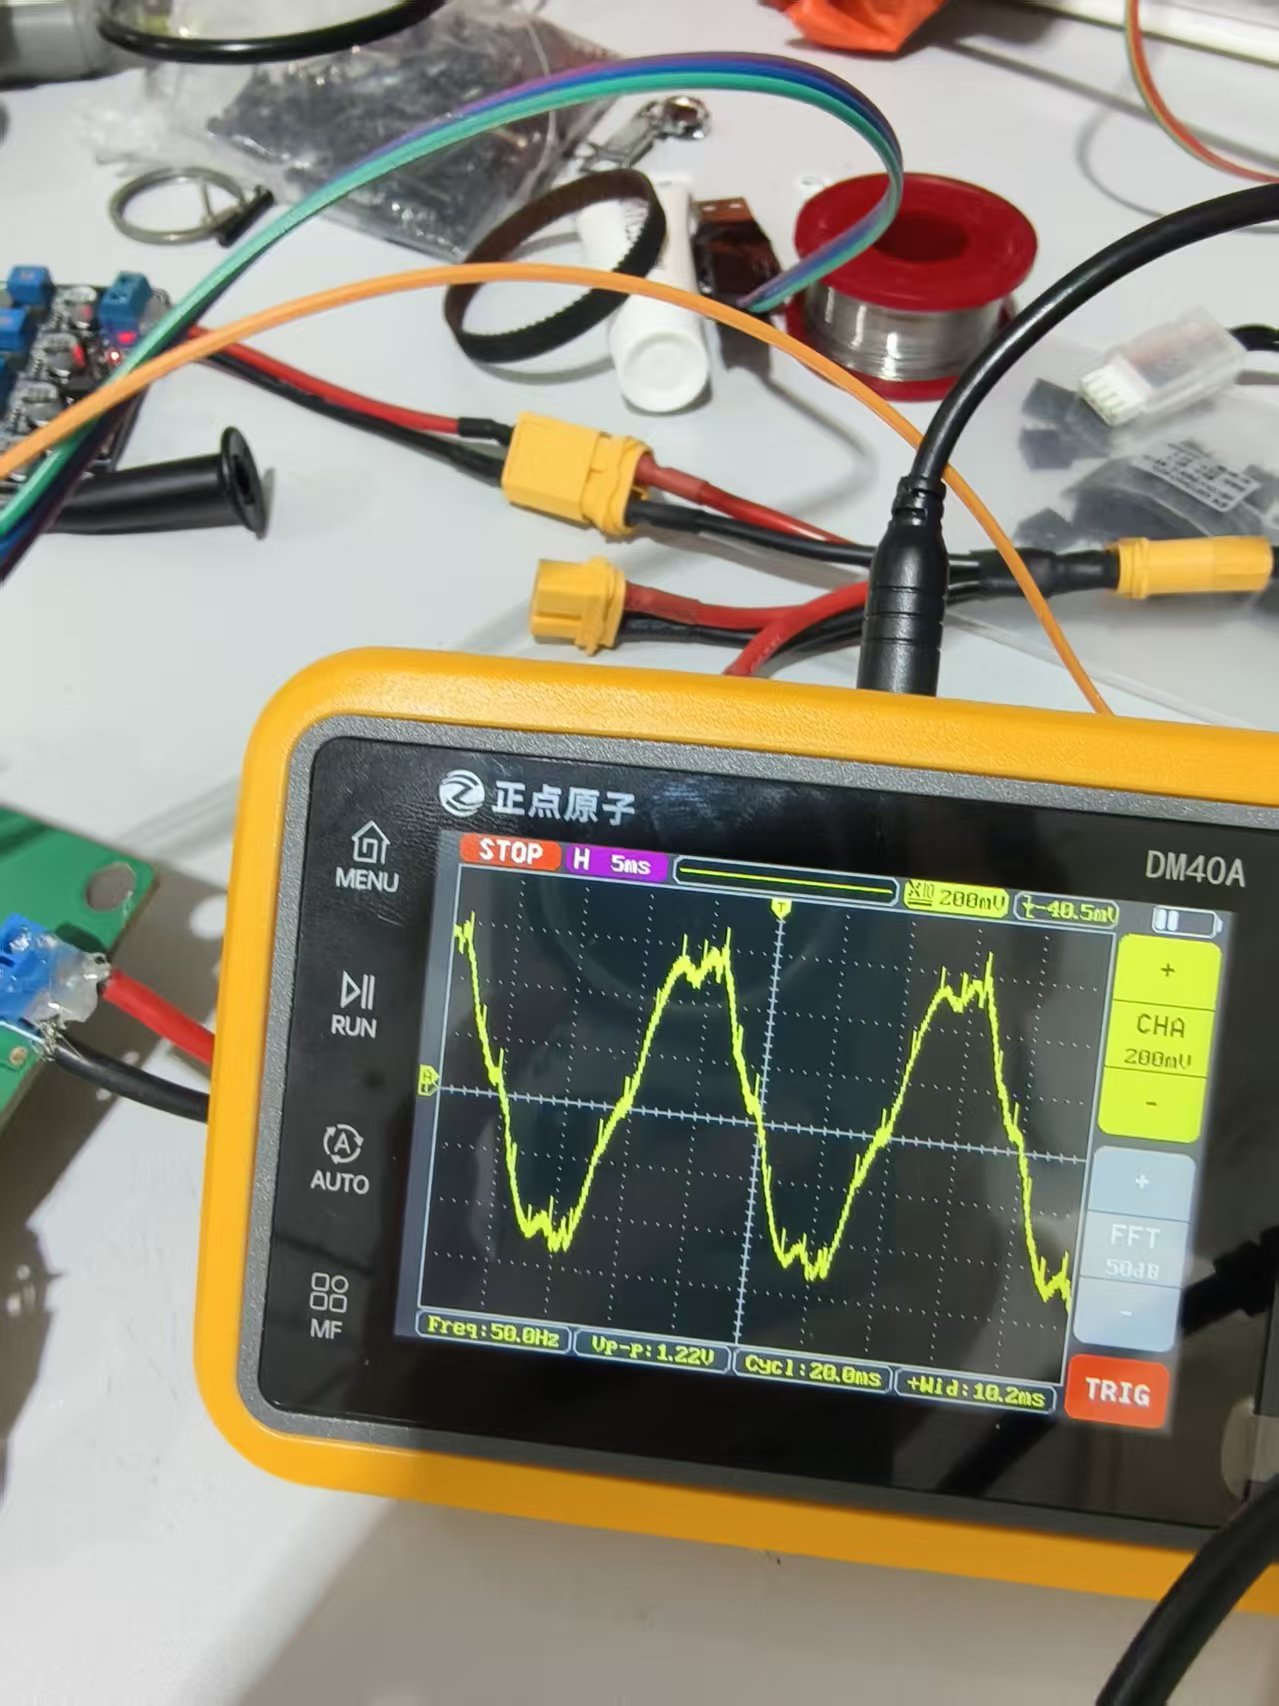 正点原子
DM40A
MENU
RUN
AUTO
MF
STOP
H 5ms
X10 200mV
-40.5mV
T
A
+
CHA
200mV
-
+
FFT
50dB
-
TRIG
Freq:50.0Hz
Vp-p:1.22V
Cycl:20.0ms
+Wid:10.2ms